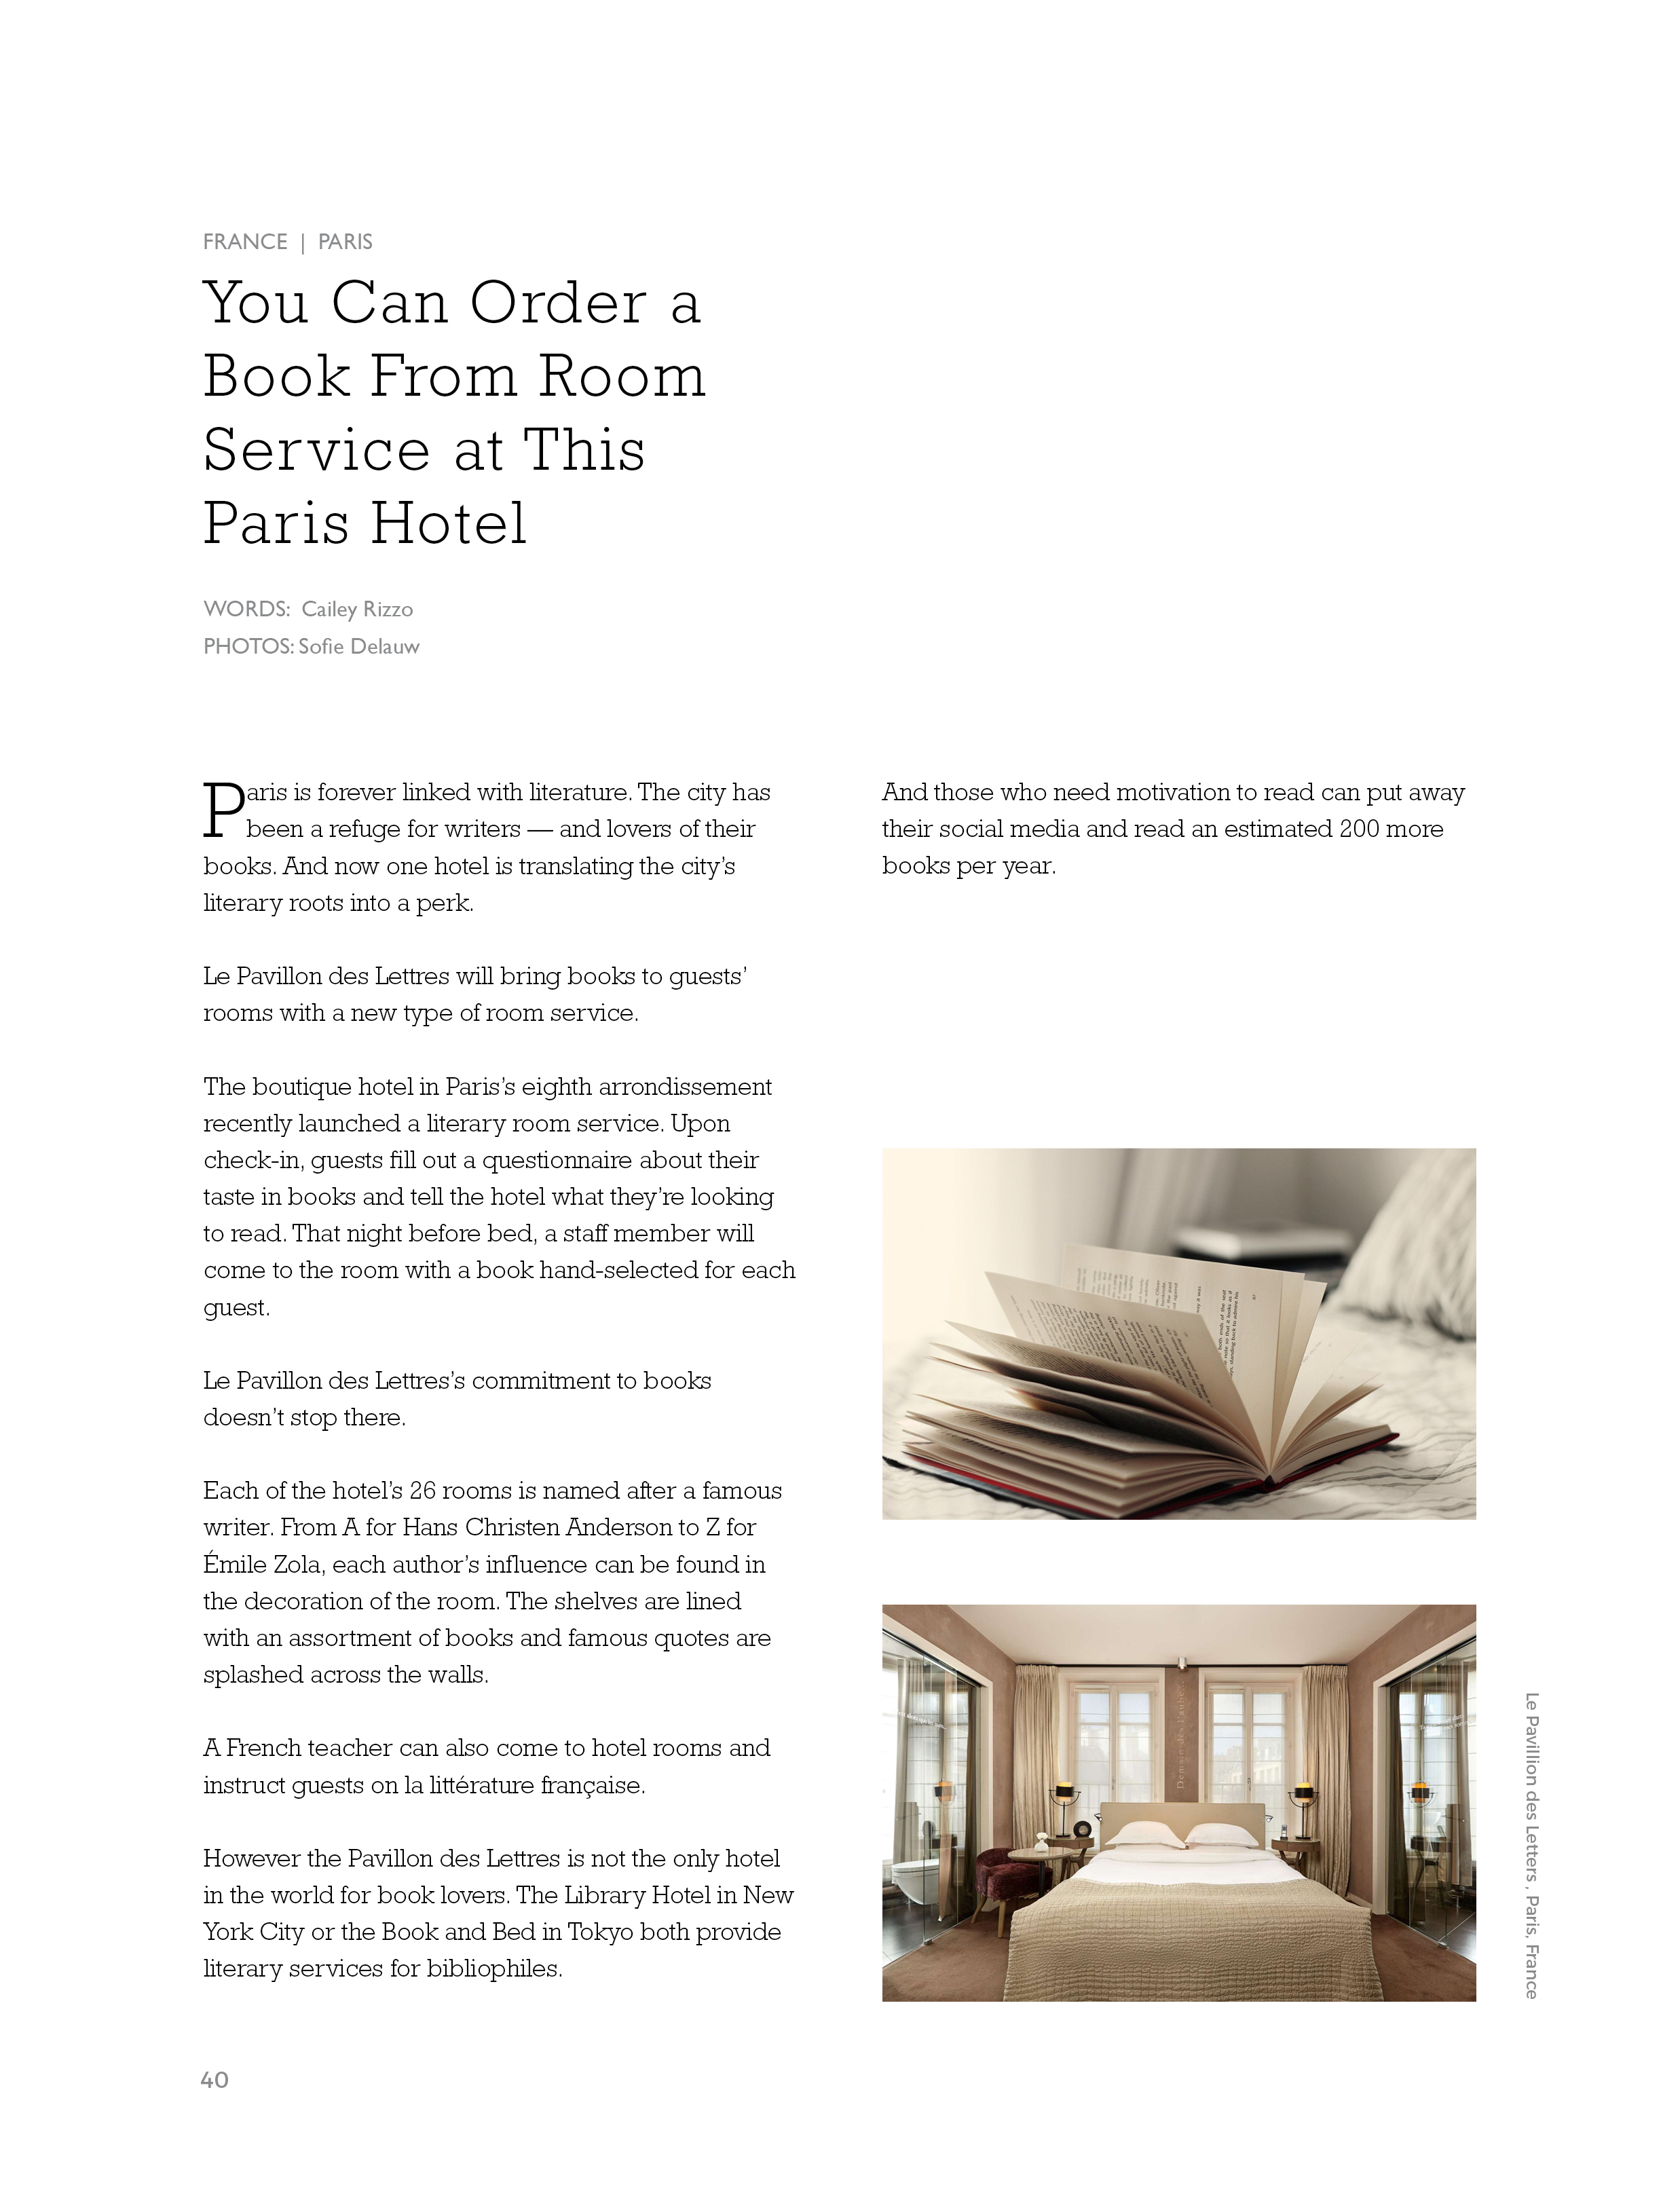 FRANCE | PARIS
You Can Order a
Book From Room
Service at This
Paris Hotel
WORDS: Cailey Rizzo
PHOTOS: Sofie Delauw
Paris is forever linked with literature. The city has
been a refuge for writers — and lovers of their
books. And now one hotel is translating the city’s
literary roots into a perk.
Le Pavillon des Lettres will bring books to guests’
rooms with a new type of room service.
The boutique hotel in Paris’s eighth arrondissement
recently launched a literary room service. Upon
check-in, guests fill out a questionnaire about their
taste in books and tell the hotel what they’re looking
to read. That night before bed, a staff member will
come to the room with a book hand-selected for each
guest.
Le Pavillon des Lettres’s commitment to books
doesn’t stop there.
Each of the hotel’s 26 rooms is named after a famous
writer. From A for Hans Christen Anderson to Z for
Émile Zola, each author’s influence can be found in
the decoration of the room. The shelves are lined
with an assortment of books and famous quotes are
splashed across the walls.
A French teacher can also come to hotel rooms and
instruct guests on la littérature française.
However the Pavillon des Lettres is not the only hotel
in the world for book lovers. The Library Hotel in New
York City or the Book and Bed in Tokyo both provide
literary services for bibliophiles.
And those who need motivation to read can put away
their social media and read an estimated 200 more
books per year.
Demain dès l'aube...
Le Pavillion des Letters , Paris, France
40